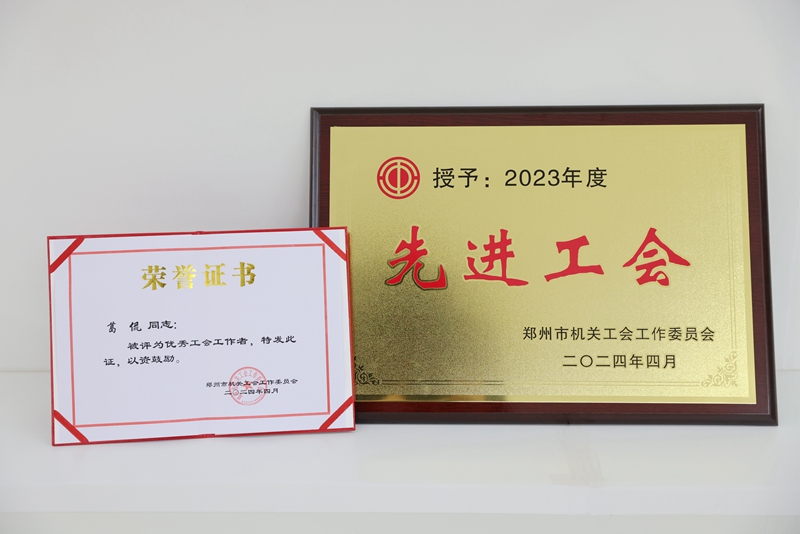 荣誉证书
葛侃 同志：
被评为优秀工会工作者，特发此
证，以资鼓励。
郑州市机关工会工作委员会
二〇二四年四月
授予：2023年度
先进工会
郑州市机关工会工作委员会
二〇二四年四月